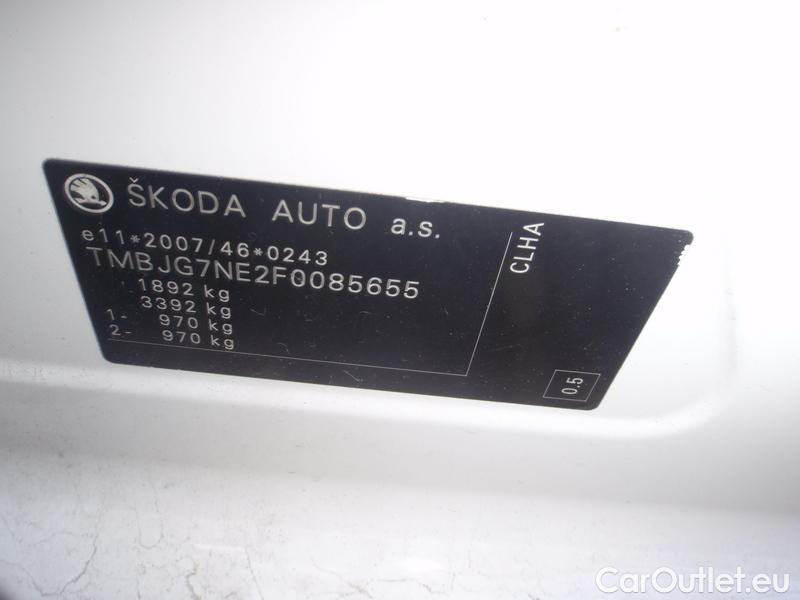 ŠKODA AUTO a.s.
e11*2007/46*0243
TMBJG7NE2F0085655
1892 kg
3392 kg
1- 970 kg
2- 970 kg
CLHA
0.5
CarOutlet.eu